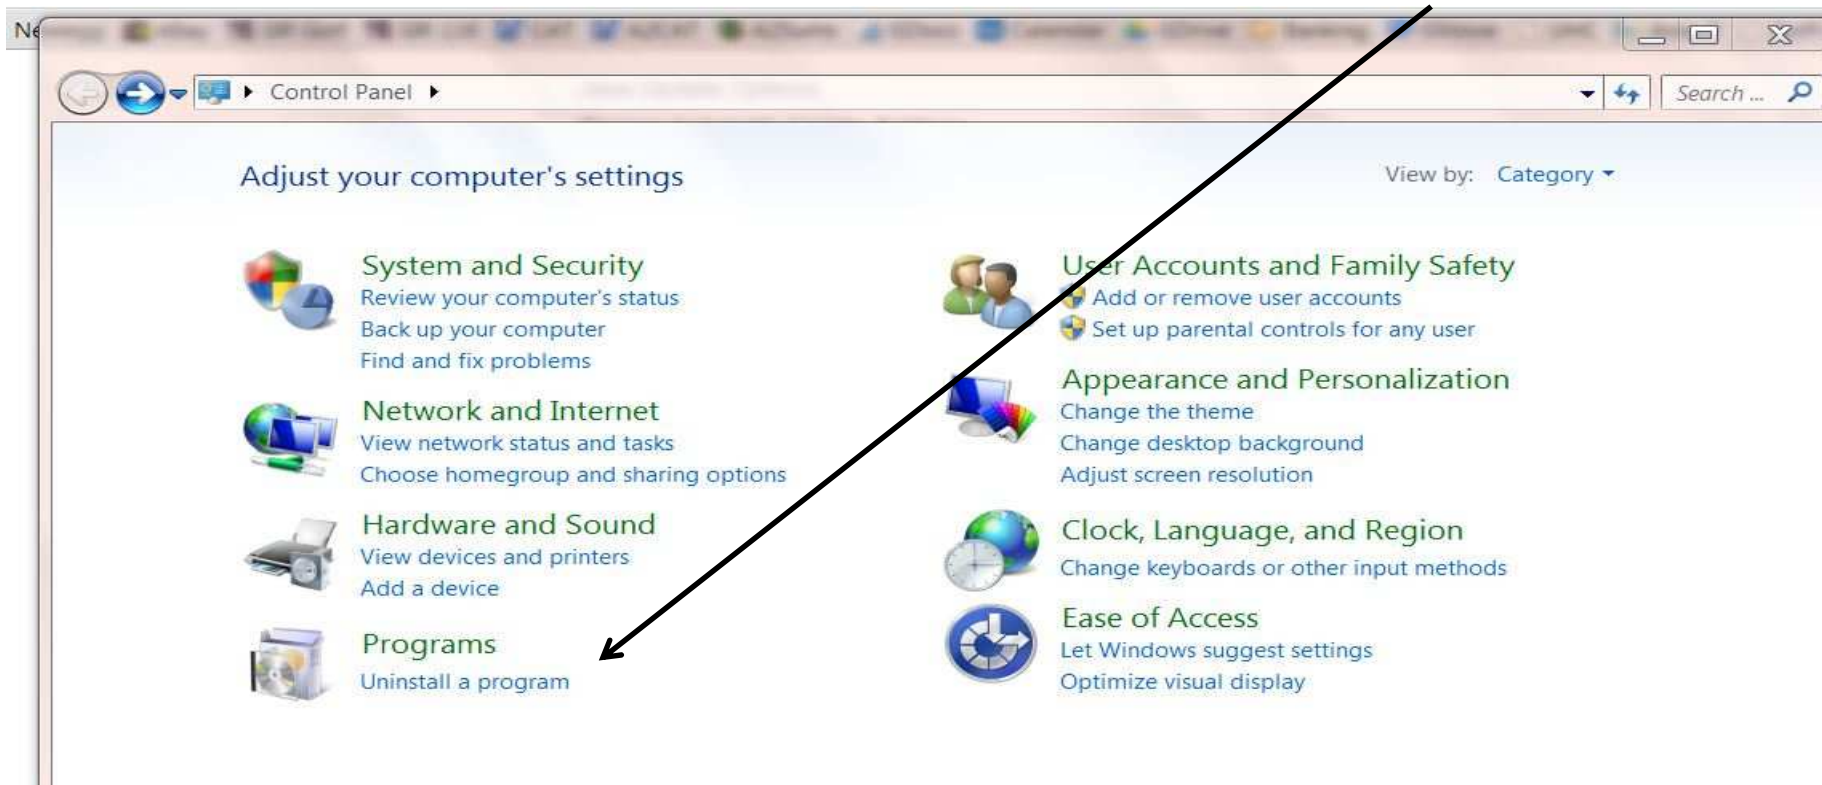 Control Panel
Search ...
Adjust your computer's settings
View by: Category
System and Security
Review your computer's status
Back up your computer
Find and fix problems
Network and Internet
View network status and tasks
Choose homegroup and sharing options
Hardware and Sound
View devices and printers
Add a device
Programs
Uninstall a program
User Accounts and Family Safety
Add or remove user accounts
Set up parental controls for any user
Appearance and Personalization
Change the theme
Change desktop background
Adjust screen resolution
Clock, Language, and Region
Change keyboards or other input methods
Ease of Access
Let Windows suggest settings
Optimize visual display